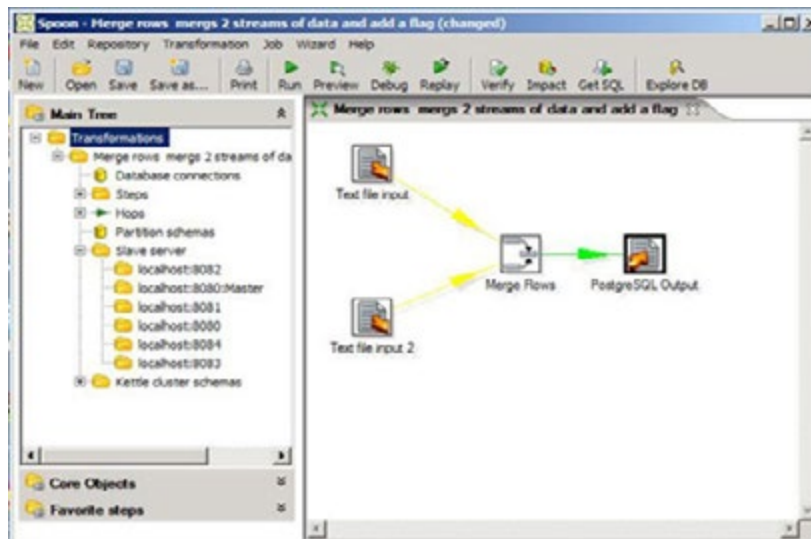 Spoon - Merge rows mergs 2 streams of data and add a flag (changed)
File Edit Repository Transformation Job Wizard Help
New Open Save Save as... Print Run Preview Debug Replay Verify Impact Get SQL Explore DB
Main Tree
Transformations
Merge rows mergs 2 streams of da
Database connections
Steps
Hops
Partition schemas
Slave server
localhost:8082
localhost:8080:Master
localhost:8081
localhost:8080
localhost:8084
localhost:8083
Kettle cluster schemas
Core Objects
Favorite steps
Merge rows mergs 2 streams of data and add a flag
Text file input
Merge Rows
PostgreSQL Output
Text file input 2